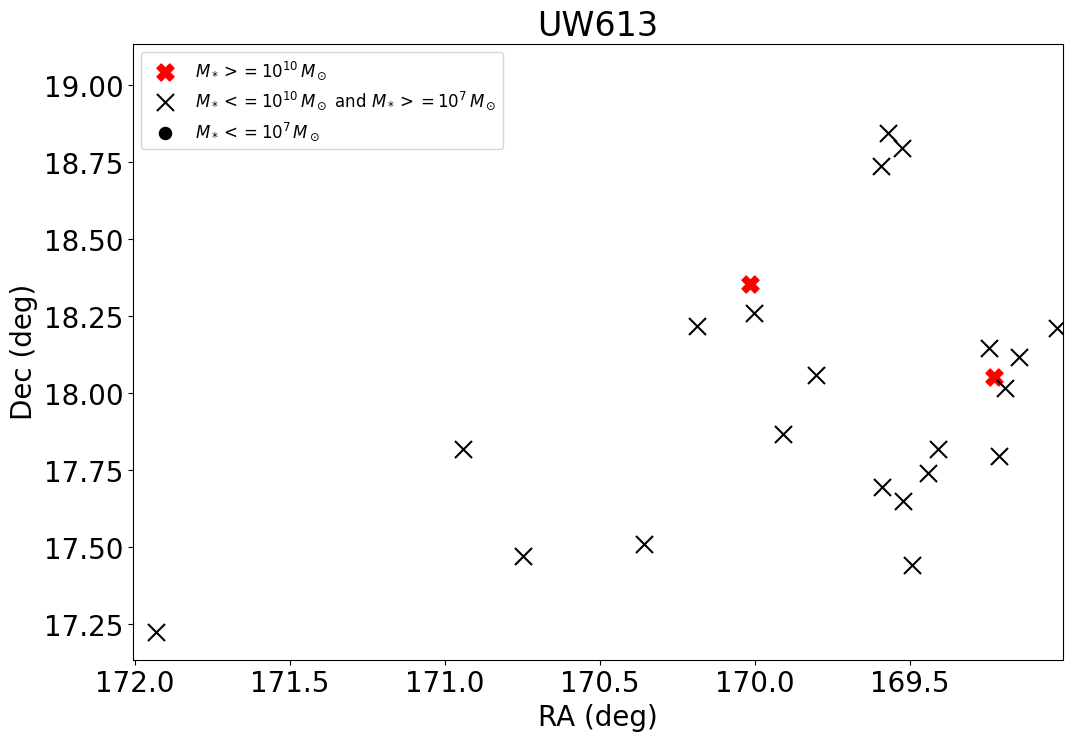 UW613
M* >= 10^10 M⊙
M* <= 10^10 M⊙ and M* >= 10^7 M⊙
M* <= 10^7 M⊙
19.00
18.75
18.50
18.25
18.00
17.75
17.50
17.25
Dec (deg)
172.0 171.5 171.0 170.5 170.0 169.5
RA (deg)